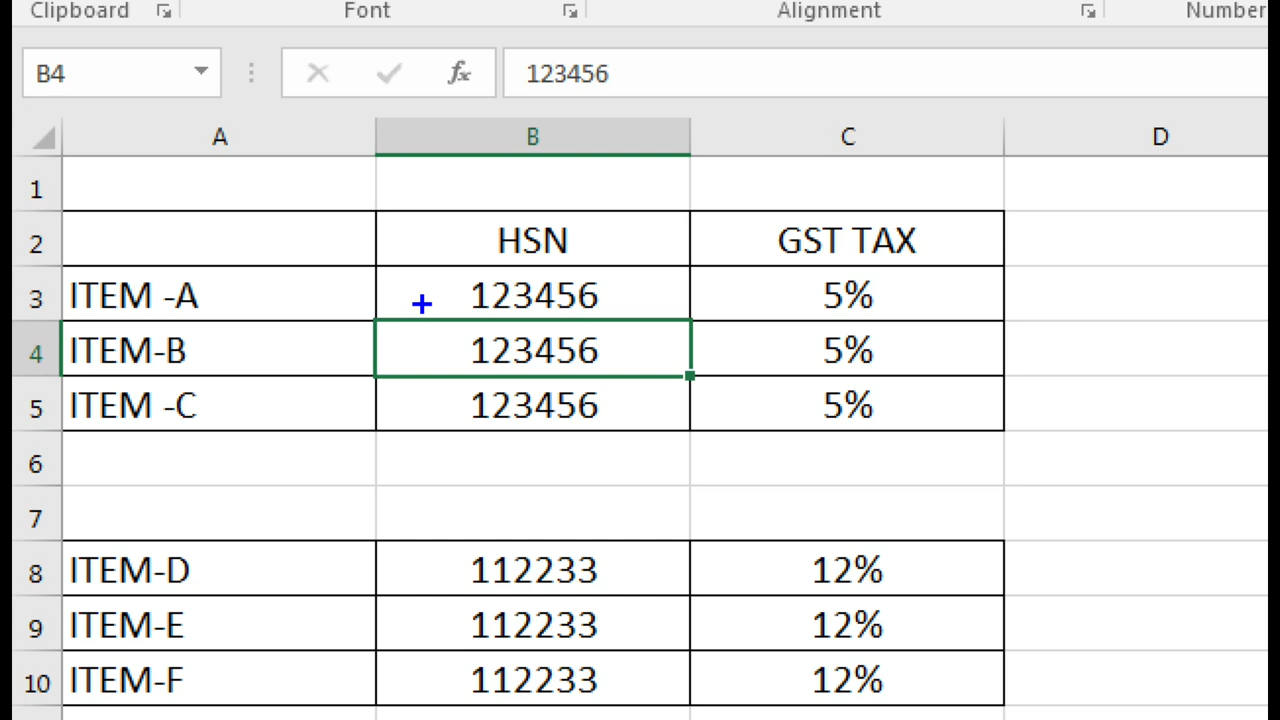 Clipboard Font Alignment Number
B4 fx 123456
A B C D
1
2 HSN GST TAX
3 ITEM -A 123456 5%
4 ITEM-B 123456 5%
5 ITEM -C 123456 5%
6
7
8 ITEM-D 112233 12%
9 ITEM-E 112233 12%
10 ITEM-F 112233 12%